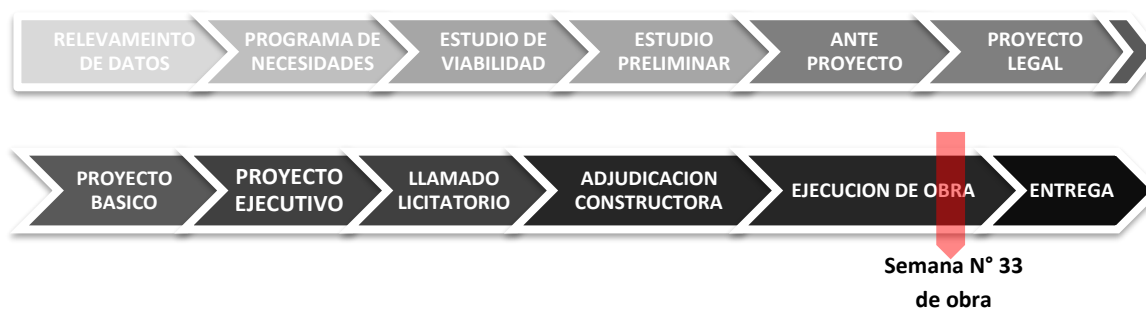 RELEVAMEINTO
DE DATOS
PROGRAMA DE
NECESIDADES
ESTUDIO DE
VIABILIDAD
ESTUDIO
PRELIMINAR
ANTE
PROYECTO
PROYECTO
LEGAL
PROYECTO
BASICO
PROYECTO
EJECUTIVO
LLAMADO
LICITATORIO
ADJUDICACION
CONSTRUCTORA
EJECUCION DE OBRA
ENTREGA
Semana N° 33
de obra